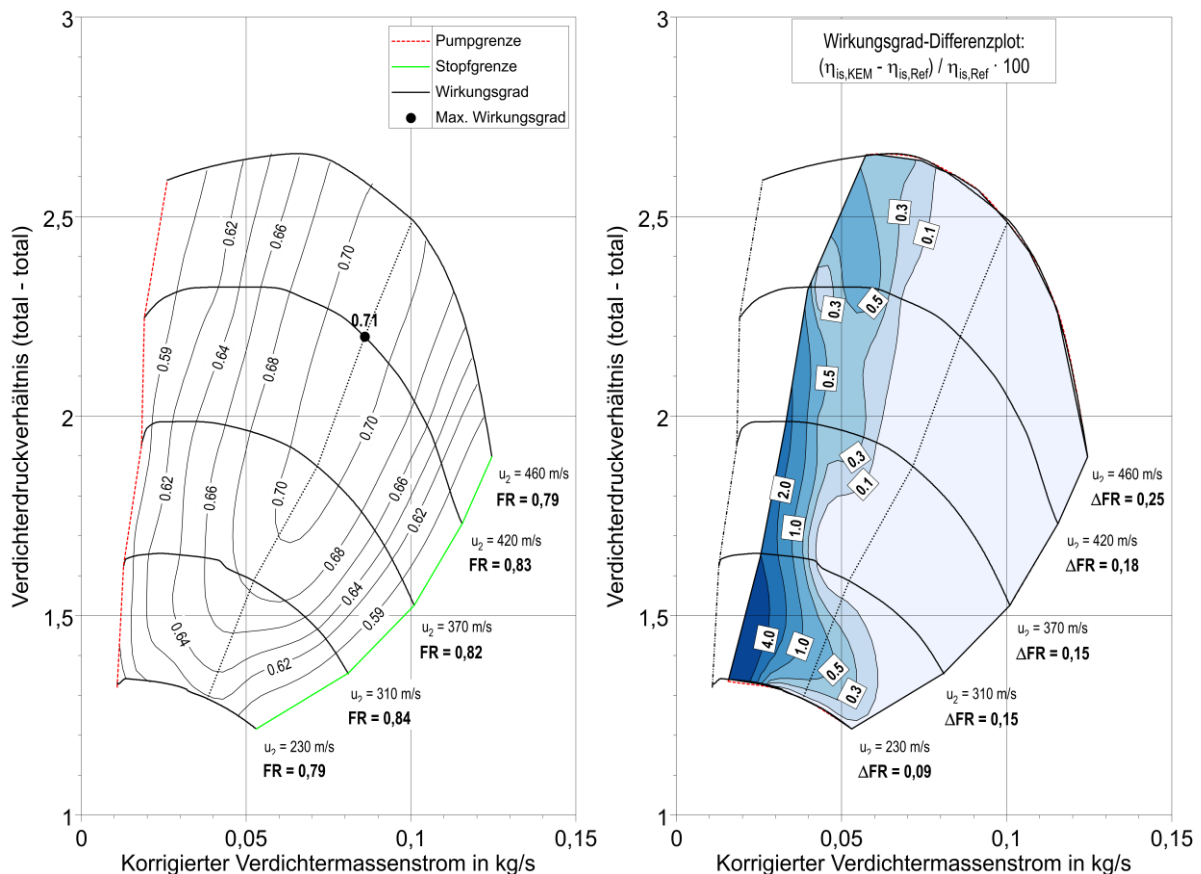 3
2,5
2
1,5
1
0
0,05
0,1
0,15
Verdichterdruckverhältnis (total - total)
Korrigierter Verdichtermassenstrom in kg/s
Pumpgrenze
Stopfgrenze
Wirkungsgrad
Max. Wirkungsgrad
0.62
0.66
0.70
0.59
0.64
0.68
0.71
0.70
0.62
0.66
0.70
0.66
0.62
0.68
0.64
0.59
0.64
0.62
u₂ = 460 m/s
FR = 0,79
u₂ = 420 m/s
FR = 0,83
u₂ = 370 m/s
FR = 0,82
u₂ = 310 m/s
FR = 0,84
u₂ = 230 m/s
FR = 0,79
3
2,5
2
1,5
1
0
0,05
0,1
0,15
Verdichterdruckverhältnis (total - total)
Korrigierter Verdichtermassenstrom in kg/s
Wirkungsgrad-Differenzplot:
(ηis,KEM - ηis,Ref) / ηis,Ref · 100
0.3
0.1
0.3
0.5
0.5
0.3
0.1
2.0
1.0
4.0
1.0
0.5
0.3
u₂ = 460 m/s
ΔFR = 0,25
u₂ = 420 m/s
ΔFR = 0,18
u₂ = 370 m/s
ΔFR = 0,15
u₂ = 310 m/s
ΔFR = 0,15
u₂ = 230 m/s
ΔFR = 0,09